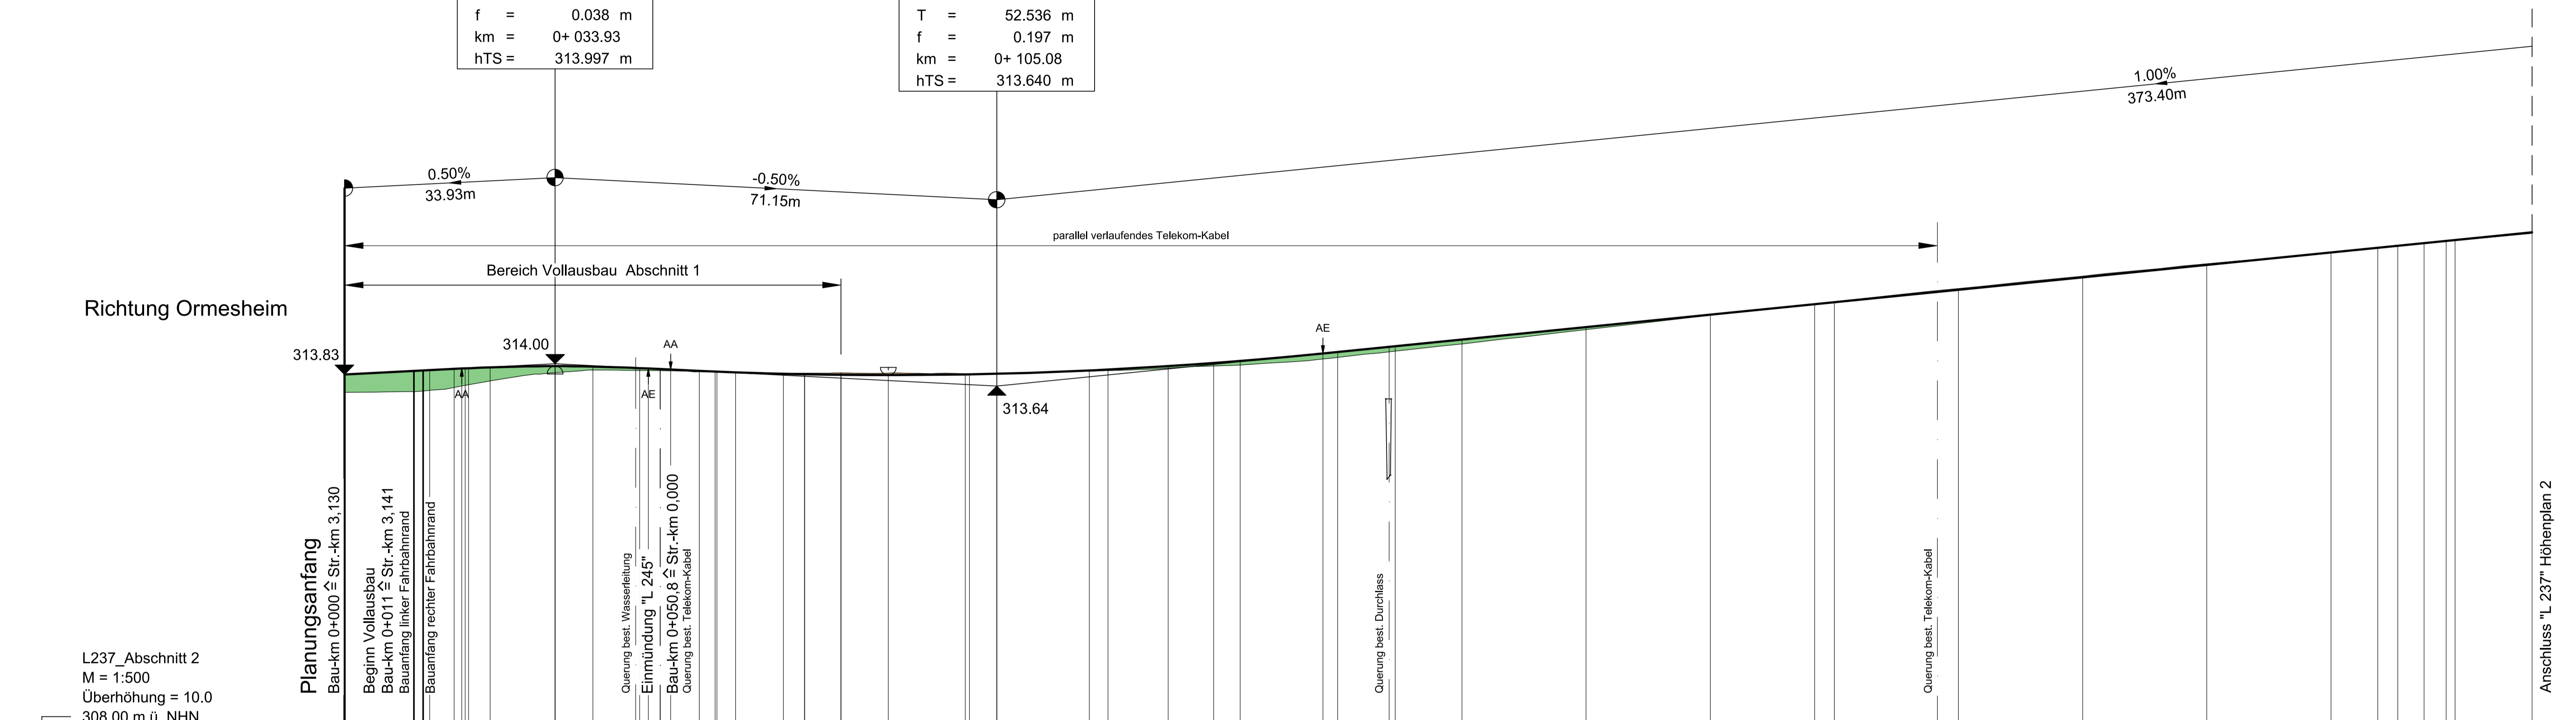 f = 0.038 m
km = 0+ 033.93
hTS = 313.997 m
T = 52.536 m
f = 0.197 m
km = 0+ 105.08
hTS = 313.640 m
1.00%
373.40m
0.50%
33.93m
-0.50%
71.15m
parallel verlaufendes Telekom-Kabel
Bereich Vollausbau Abschnitt 1
Richtung Ormesheim
313.83
314.00
AA
AE
AA
AE
313.64
Planungsanfang
Bau-km 0+000 ≙ Str.-km 3,130
Beginn Vollausbau
Bau-km 0+011 ≙ Str.-km 3,141
Bauanfang linker Fahrbahnrand
Bauanfang rechter Fahrbahnrand
Querung best. Wasserleitung
Einmündung "L 245"
Bau-km 0+050,8 ≙ Str.-km 0,000
Querung best. Telekom-Kabel
Querung best. Durchlass
Querung best. Telekom-Kabel
Anschluss "L 237" Höhenplan 2
L237_Abschnitt 2
M = 1:500
Überhöhung = 10.0
308.00 m ü. NHN